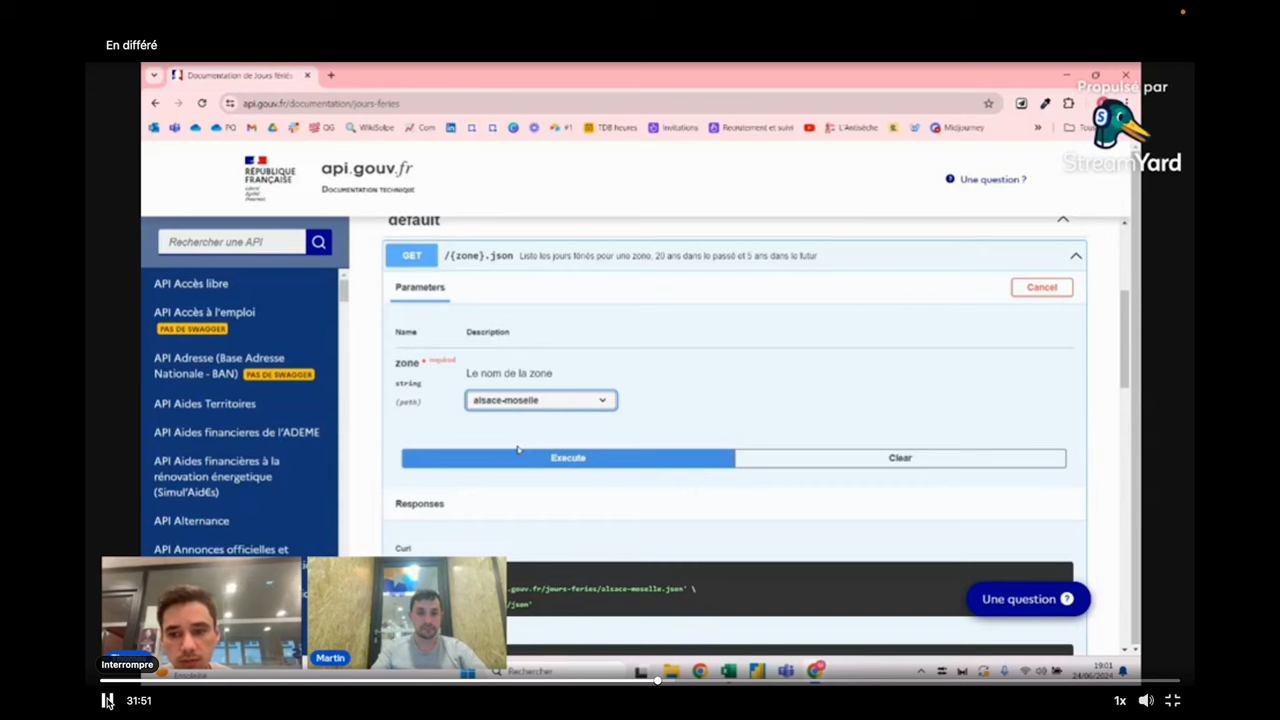 En différé
Documentation de Jours fériés
api.gouv.fr/documentation/jours-feries
Propulsé par
StreamYard
PQ
QG
WikiSolpe
Com
#1
TDB heures
Invitations
Recrutement et suivi
L'Antisèche
Midjourney
Tous
RÉPUBLIQUE
FRANÇAISE
api.gouv.fr
DOCUMENTATION TECHNIQUE
Une question ?
default
Rechercher une API
GET /{zone}.json Liste les jours fériés pour une zone, 20 ans dans le passé et 5 ans dans le futur
API Accès libre
Parameters
Cancel
API Accès à l'emploi
PAS DE SWAGGER
Name Description
API Adresse (Base Adresse
Nationale - BAN) PAS DE SWAGGER
zone * required
Le nom de la zone
string
(path)
alsace-moselle
API Aides Territoires
API Aides financieres de l'ADEME
API Aides financières à la
rénovation énergetique
(Simul'Aid€s)
Execute
Clear
Responses
API Alternance
API Annonces officielles et
Curl
.gouv.fr/jours-feries/alsace-moselle.json' \
/json'
Une question ?
Martin
Interrompre
Rechercher
19:01
24/06/2024
31:51
1x